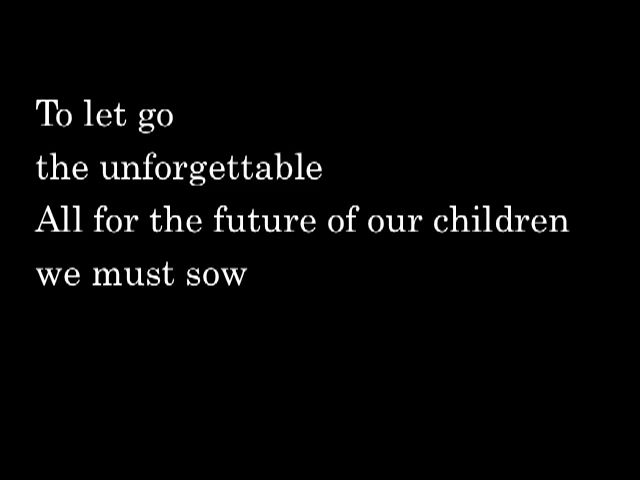 To let go
the unforgettable
All for the future of our children
we must sow